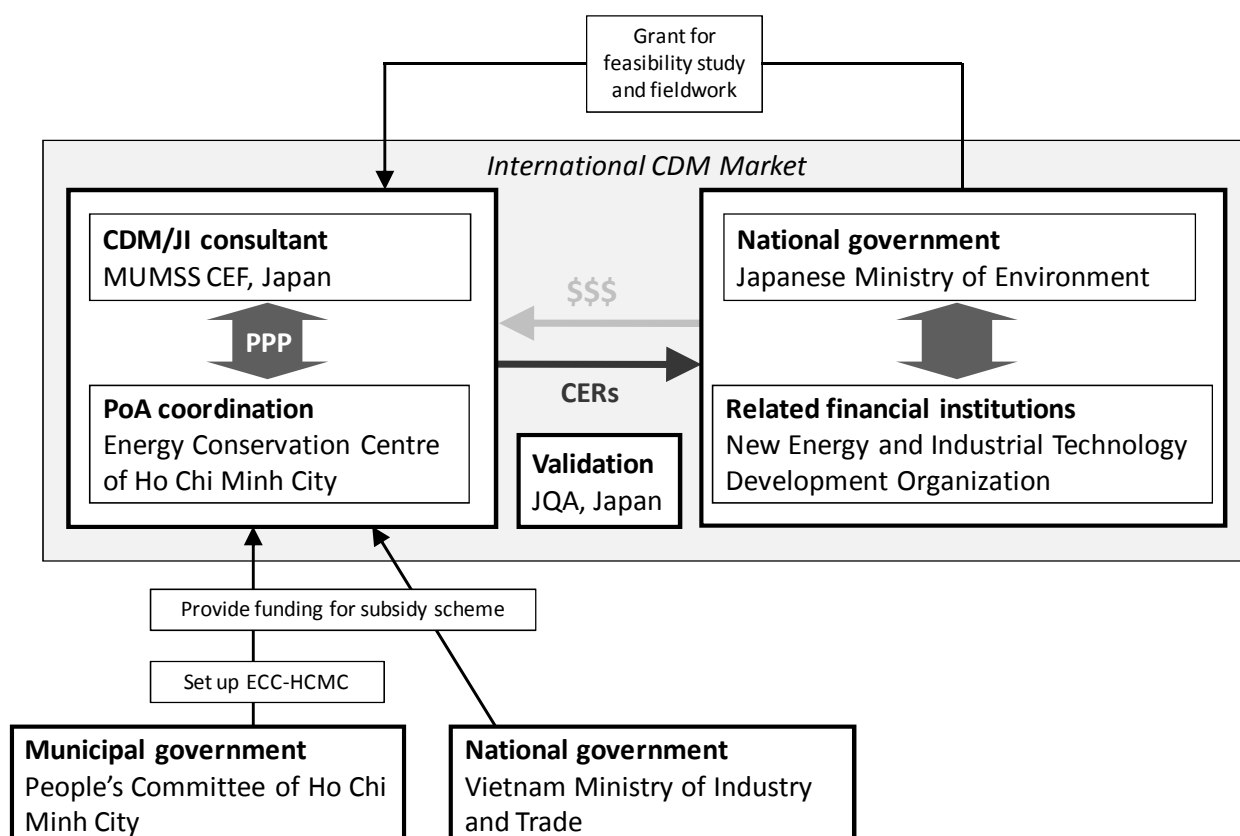 Grant for
feasibility study
and fieldwork
International CDM Market
CDM/JI consultant
MUMSS CEF, Japan
PPP
PoA coordination
Energy Conservation Centre
of Ho Chi Minh City
$$$
CERs
Validation
JQA, Japan
National government
Japanese Ministry of Environment
Related financial institutions
New Energy and Industrial Technology
Development Organization
Provide funding for subsidy scheme
Set up ECC-HCMC
Municipal government
People's Committee of Ho Chi
Minh City
National government
Vietnam Ministry of Industry
and Trade